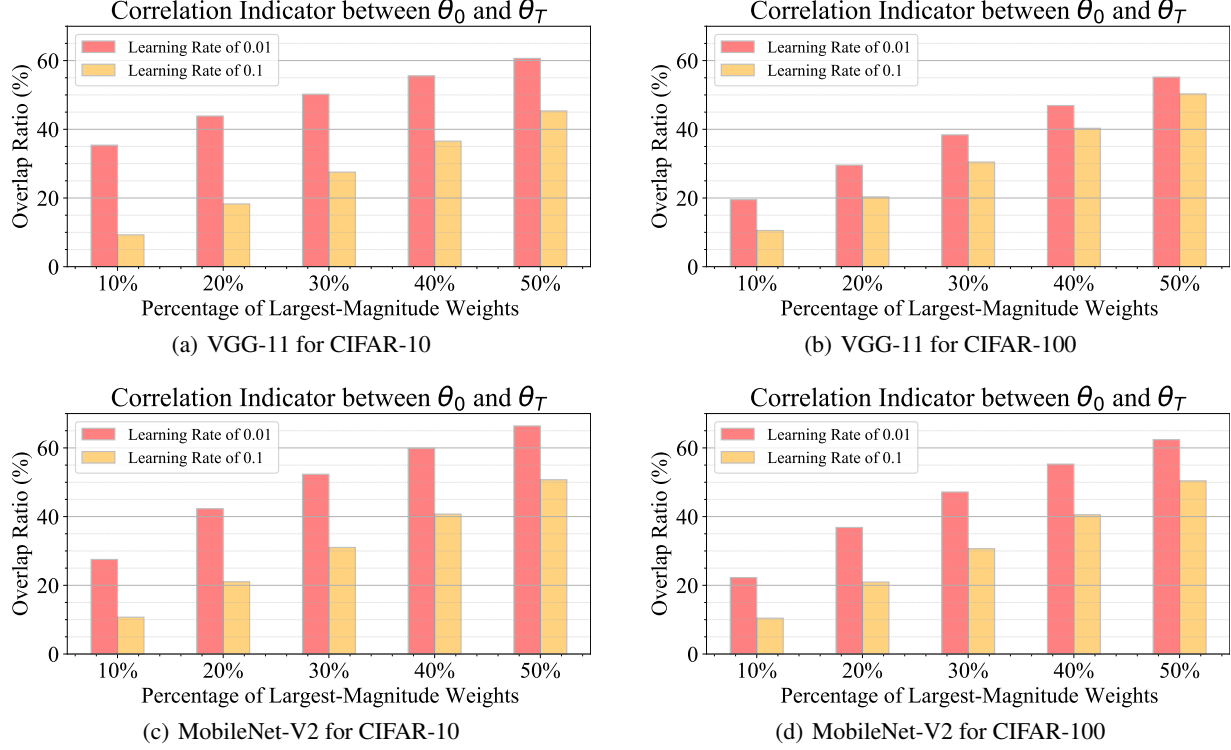 Correlation Indicator between θ0 and θT
Learning Rate of 0.01
Learning Rate of 0.1
Overlap Ratio (%)
60
40
20
0
10% 20% 30% 40% 50%
Percentage of Largest-Magnitude Weights
(a) VGG-11 for CIFAR-10
Correlation Indicator between θ0 and θT
Learning Rate of 0.01
Learning Rate of 0.1
Overlap Ratio (%)
60
40
20
0
10% 20% 30% 40% 50%
Percentage of Largest-Magnitude Weights
(b) VGG-11 for CIFAR-100
Correlation Indicator between θ0 and θT
Learning Rate of 0.01
Learning Rate of 0.1
Overlap Ratio (%)
60
40
20
0
10% 20% 30% 40% 50%
Percentage of Largest-Magnitude Weights
(c) MobileNet-V2 for CIFAR-10
Correlation Indicator between θ0 and θT
Learning Rate of 0.01
Learning Rate of 0.1
Overlap Ratio (%)
60
40
20
0
10% 20% 30% 40% 50%
Percentage of Largest-Magnitude Weights
(d) MobileNet-V2 for CIFAR-100